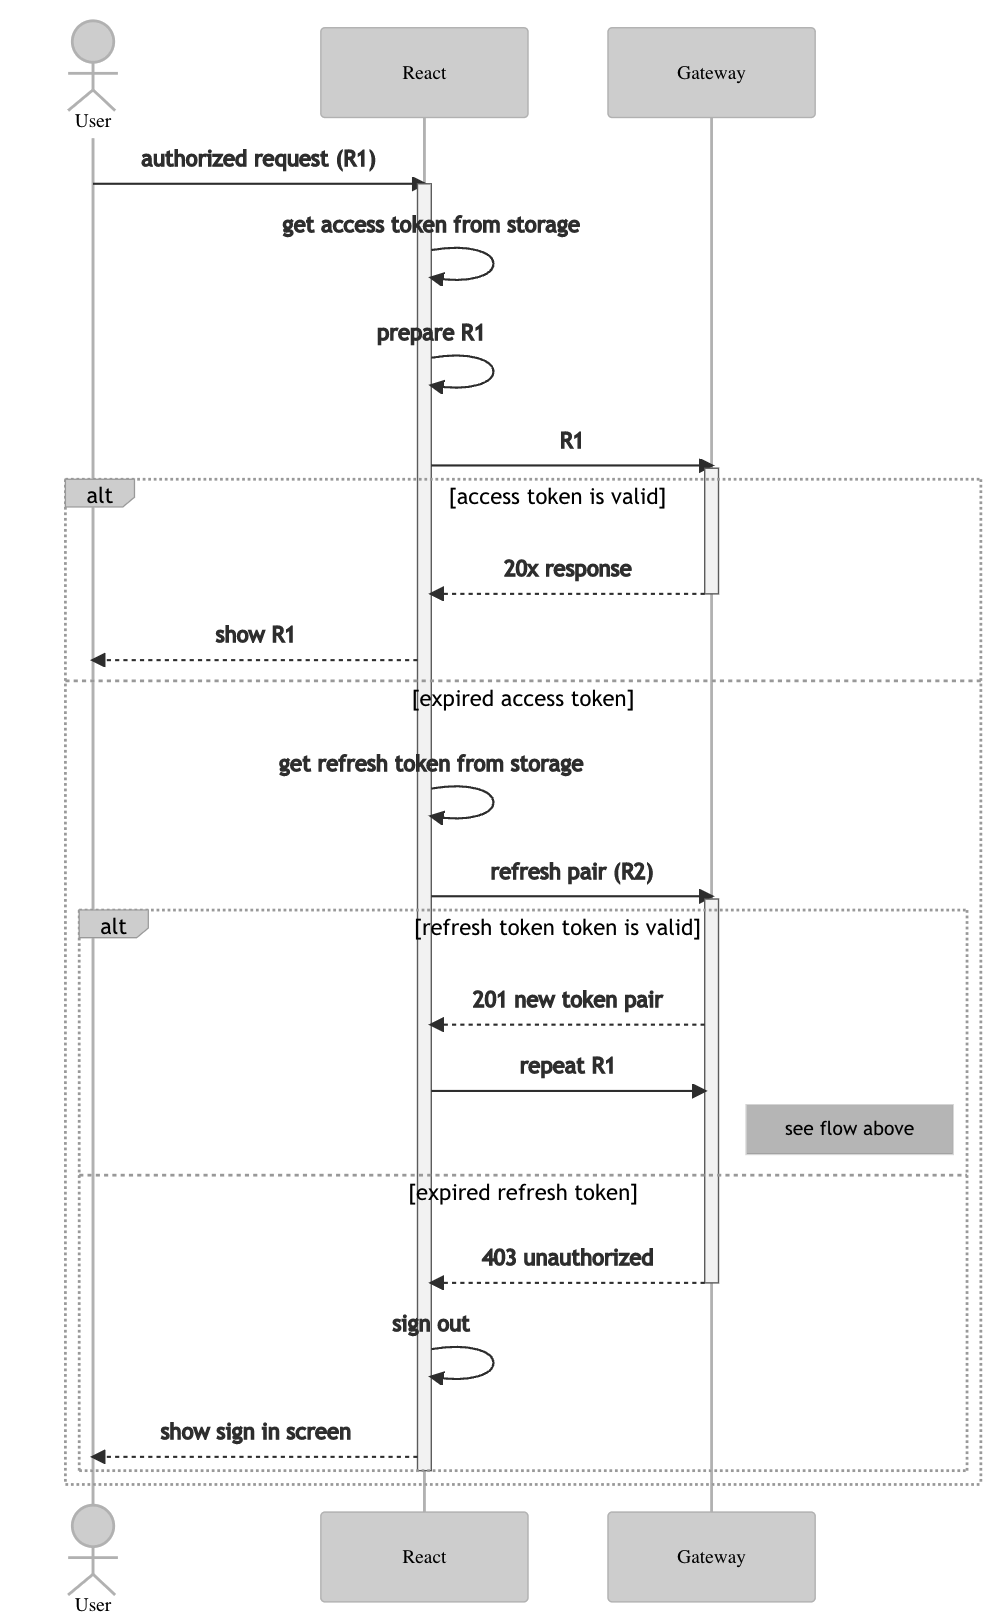 User
React
Gateway
authorized request (R1)
get access token from storage
prepare R1
R1
alt
[access token is valid]
20x response
show R1
[expired access token]
get refresh token from storage
refresh pair (R2)
alt
[refresh token token is valid]
201 new token pair
repeat R1
see flow above
[expired refresh token]
403 unauthorized
sign out
show sign in screen
User
React
Gateway